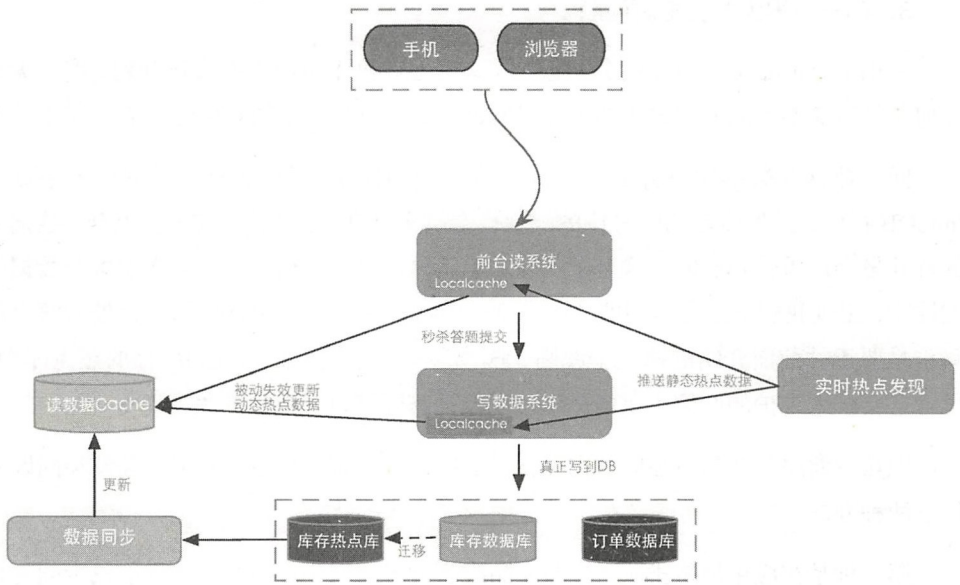 手机
浏览器
前台读系统
Localcache
秒杀答题提交
被动失效更新
动态热点数据
推送静态热点数据
实时热点发现
读数据Cache
写数据系统
Localcache
更新
真正写到DB
数据同步
库存热点库
迁移
库存数据库
订单数据库